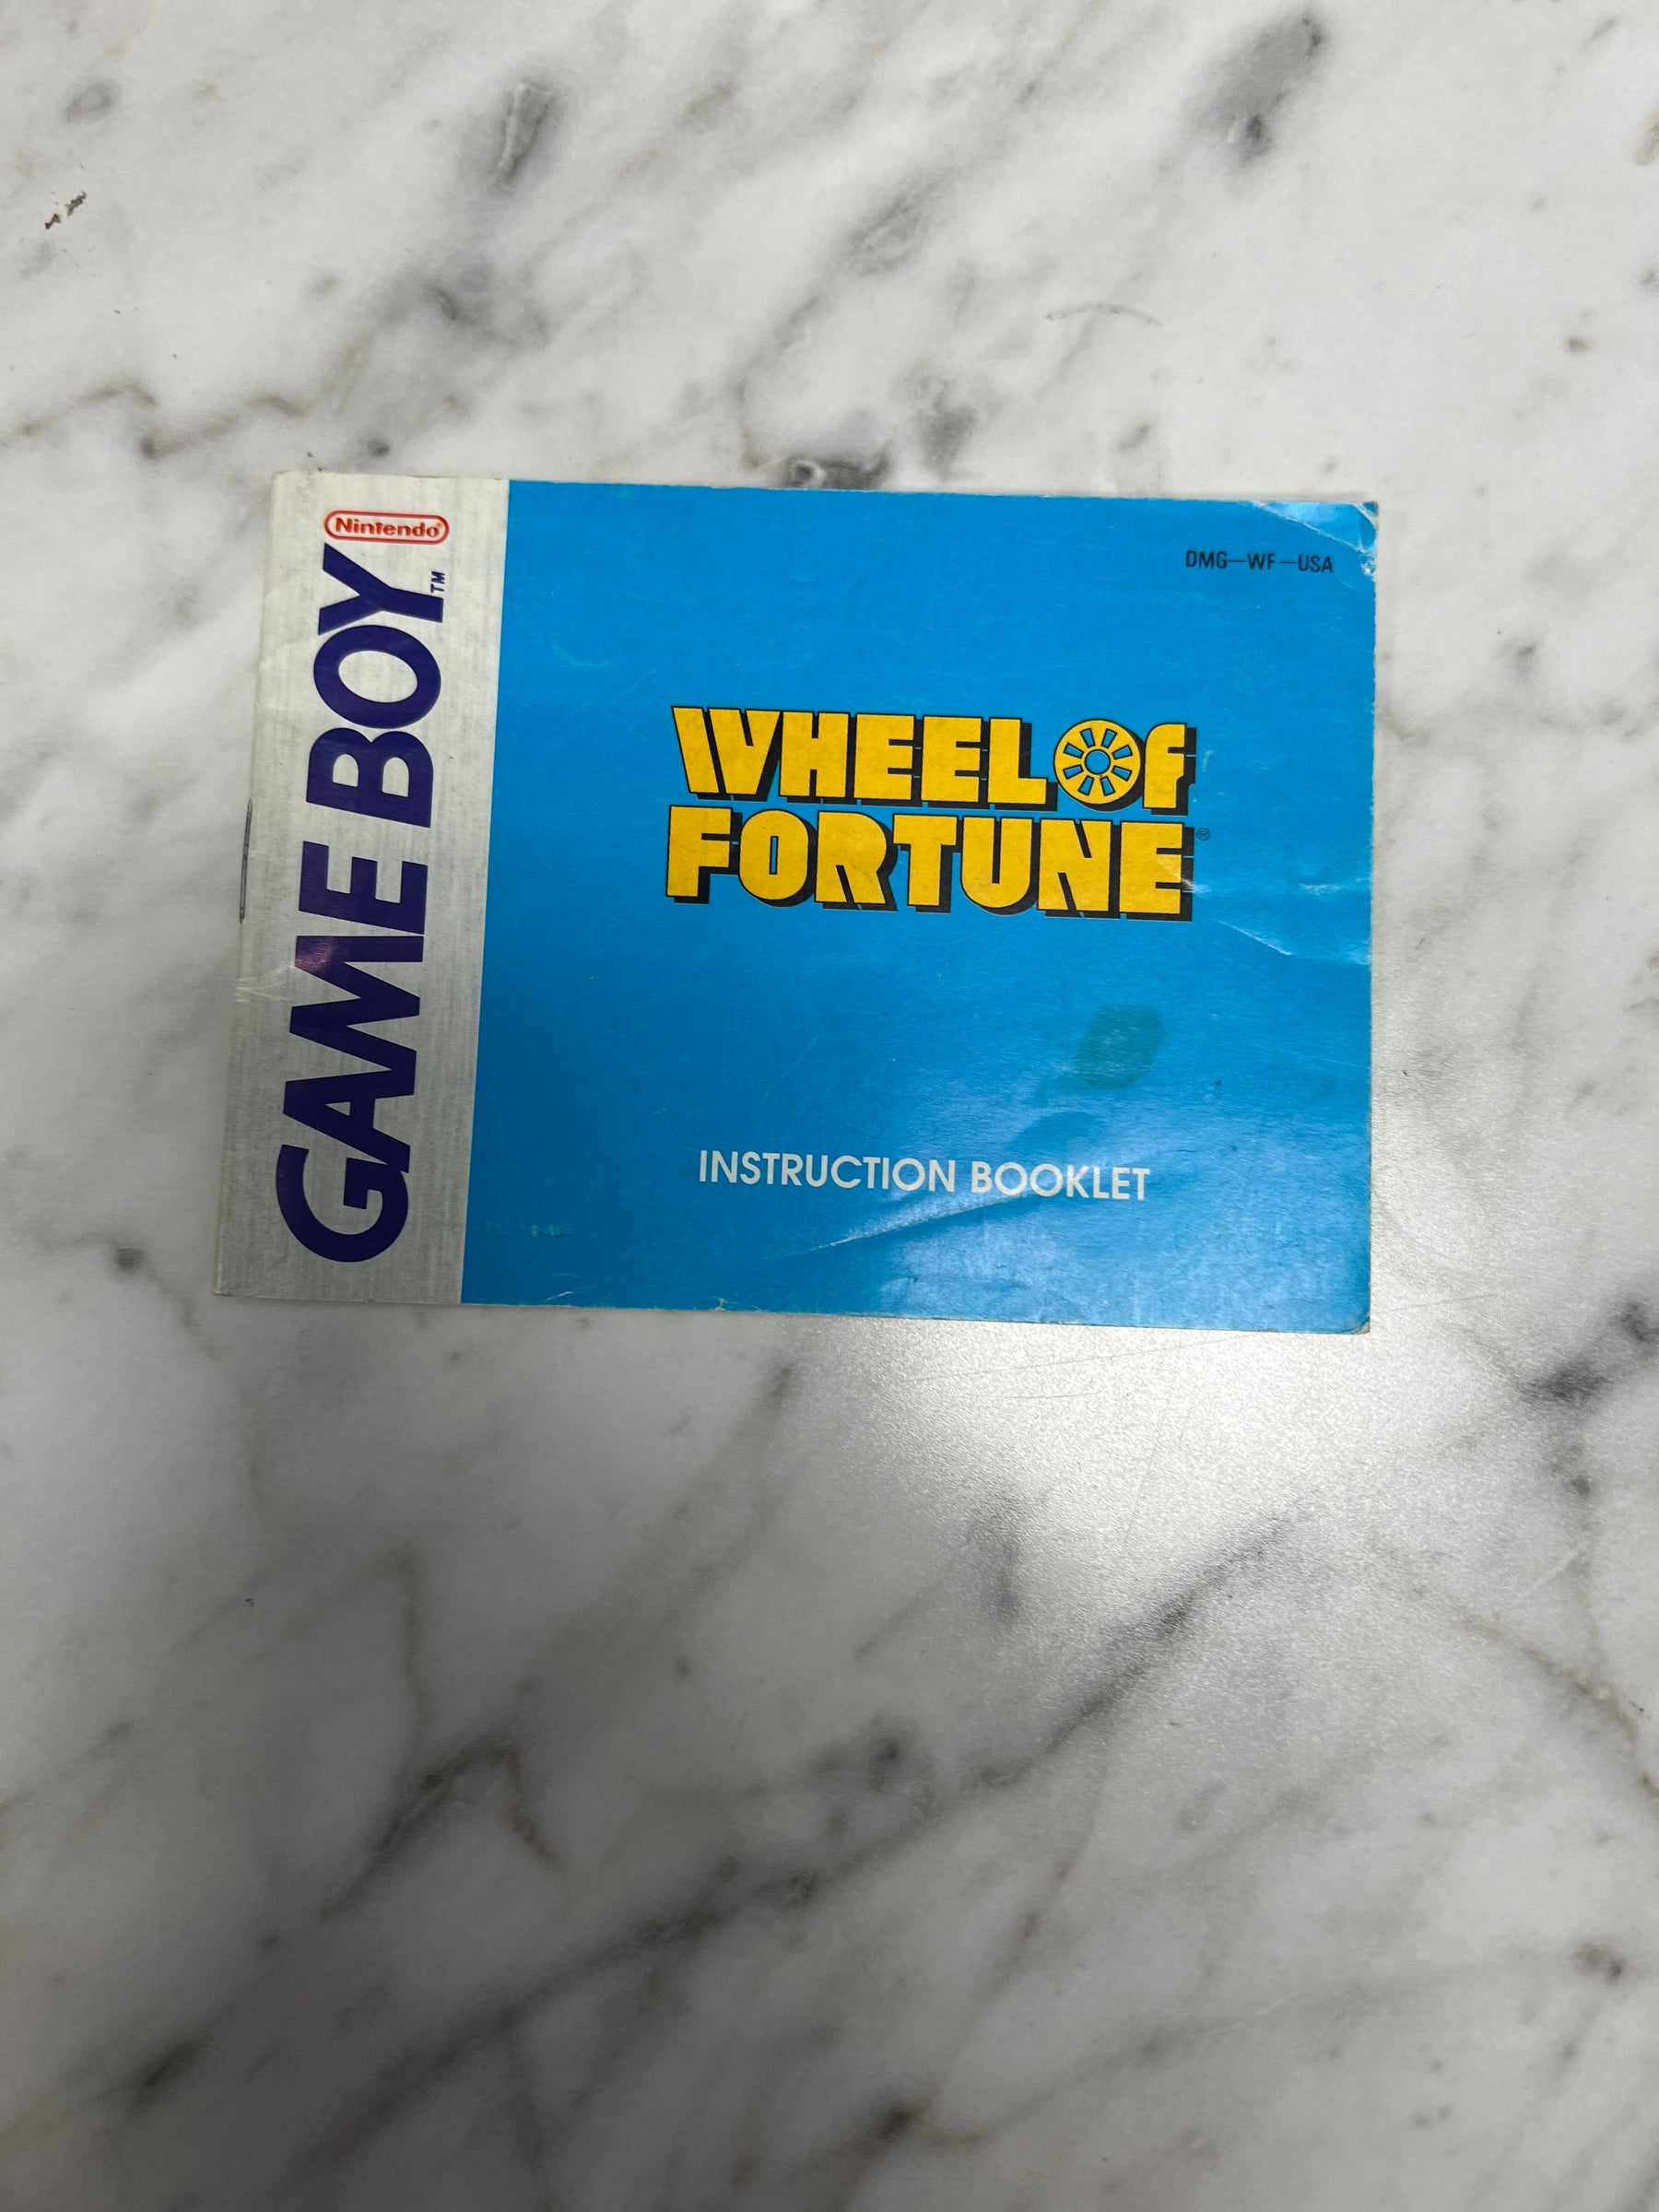 Nintendo®
GAME BOY™
DMG-WF-USA
WHEEL OF
FORTUNE®
INSTRUCTION BOOKLET